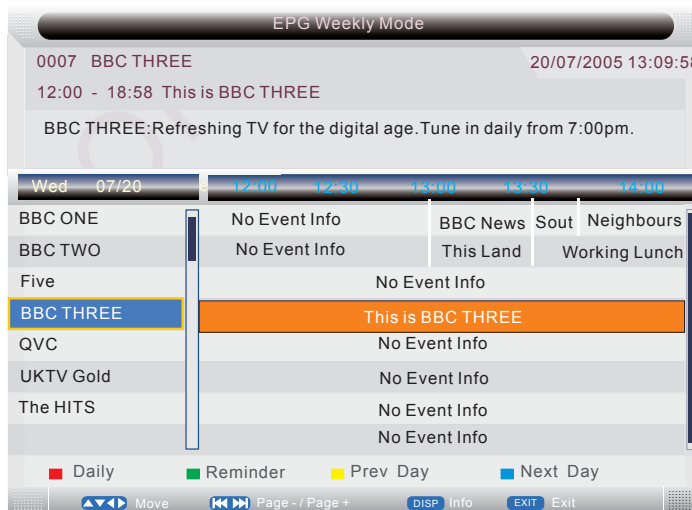 EPG Weekly Mode
0007 BBC THREE 20/07/2005 13:09:58
12:00 - 18:58 This is BBC THREE
BBC THREE:Refreshing TV for the digital age.Tune in daily from 7:00pm.
Wed 07/20 12:00 12:30 13:00 13:30 14:00
BBC ONE No Event Info BBC News Sout Neighbours
BBC TWO No Event Info This Land Working Lunch
Five No Event Info
BBC THREE This is BBC THREE
QVC No Event Info
UKTV Gold No Event Info
The HITS No Event Info
No Event Info
Daily Reminder Prev Day Next Day
Move Page - / Page + DISP Info EXIT Exit